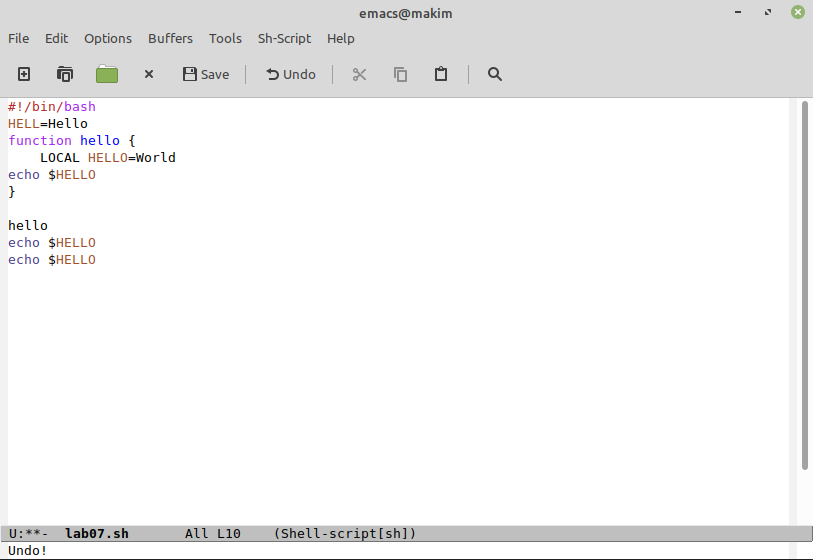 emacs@makim
File Edit Options Buffers Tools Sh-Script Help
Save Undo
#!/bin/bash
HELL=Hello
function hello {
    LOCAL HELLO=World
echo $HELLO
}
hello
echo $HELLO
echo $HELLO
U:**-  lab07.sh       All L10    (Shell-script[sh])
Undo!